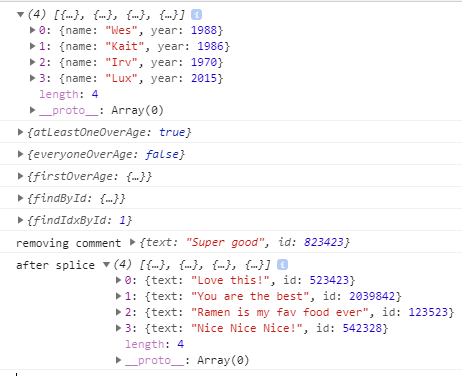 (4) [{…}, {…}, {…}, {…}] i
0: {name: "Wes", year: 1988}
1: {name: "Kait", year: 1986}
2: {name: "Irv", year: 1970}
3: {name: "Lux", year: 2015}
length: 4
__proto__: Array(0)
{atLeastOneOverAge: true}
{everyoneOverAge: false}
{firstOverAge: {…}}
{findById: {…}}
{findIdxById: 1}
removing comment {text: "Super good", id: 823423}
after splice (4) [{…}, {…}, {…}, {…}] i
0: {text: "Love this!", id: 523423}
1: {text: "You are the best", id: 2039842}
2: {text: "Ramen is my fav food ever", id: 123523}
3: {text: "Nice Nice Nice!", id: 542328}
length: 4
__proto__: Array(0)